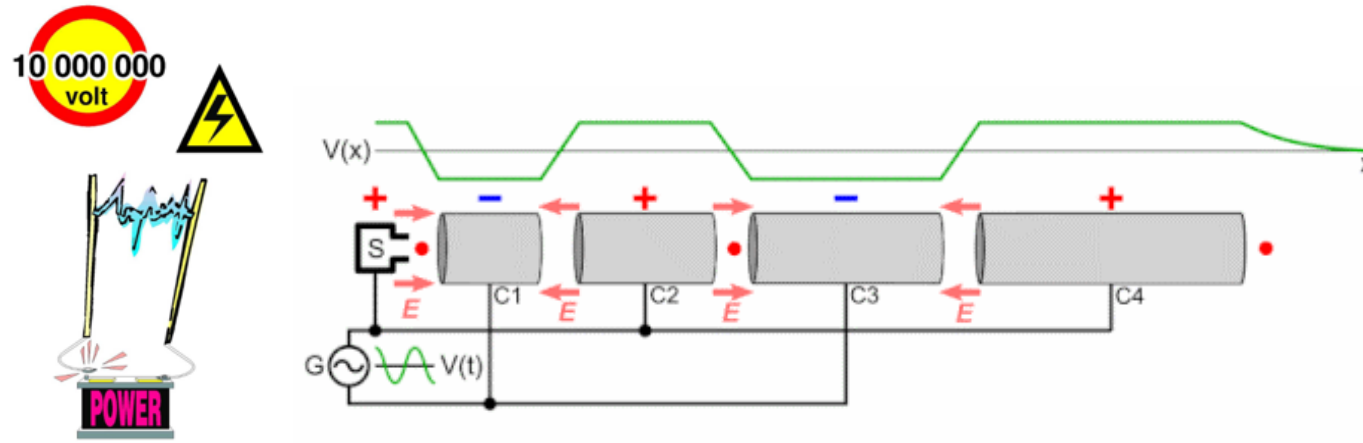 10 000 000
volt
POWER
V(x)
x
+ − + − +
S
E E E E
C1 C2 C3 C4
G V(t)